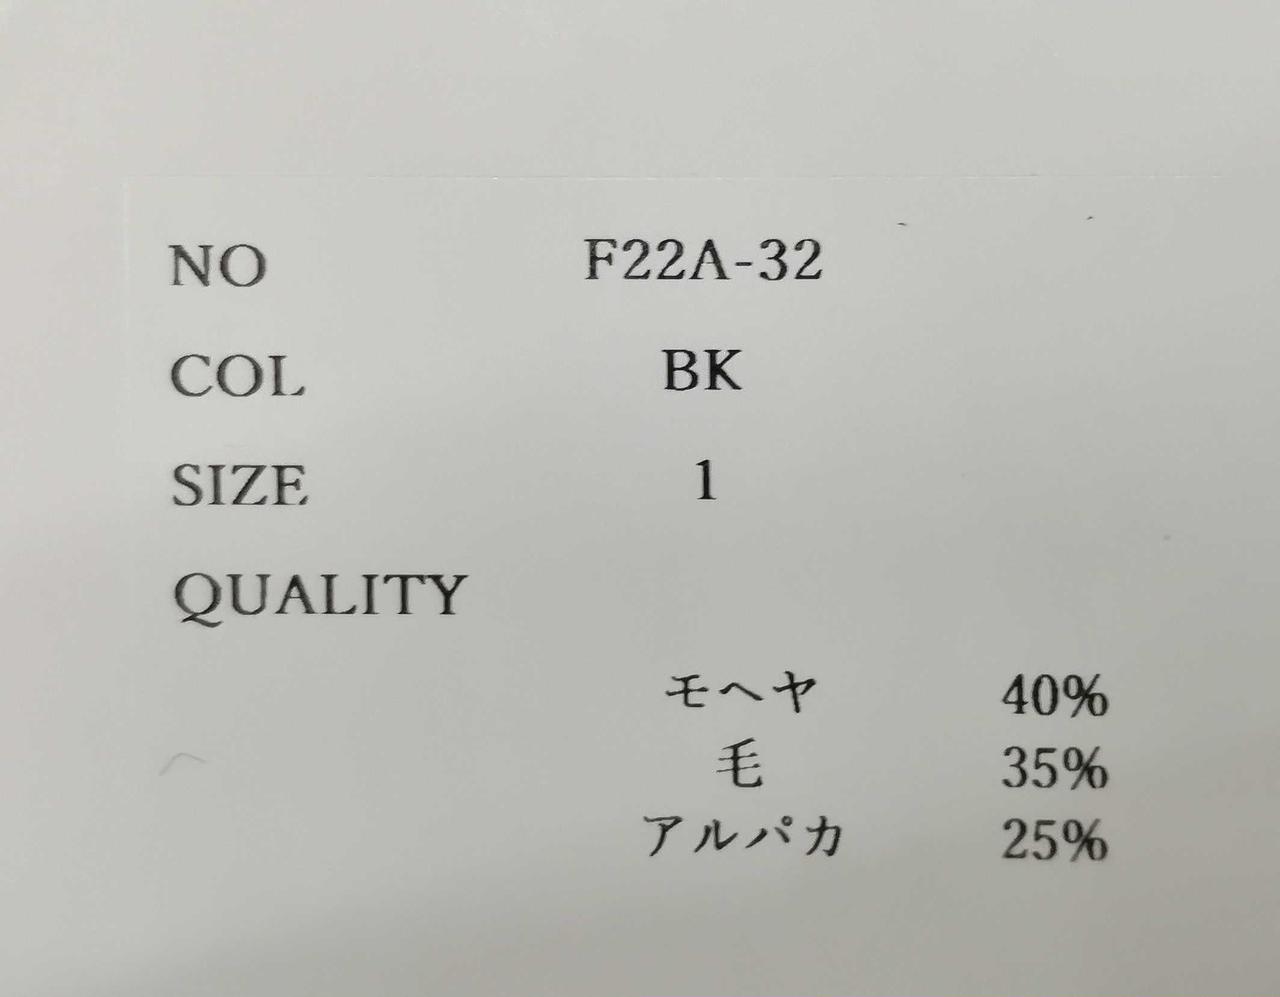 NO F22A-32
COL BK
SIZE 1
QUALITY
モヘヤ 40%
毛 35%
アルパカ 25%